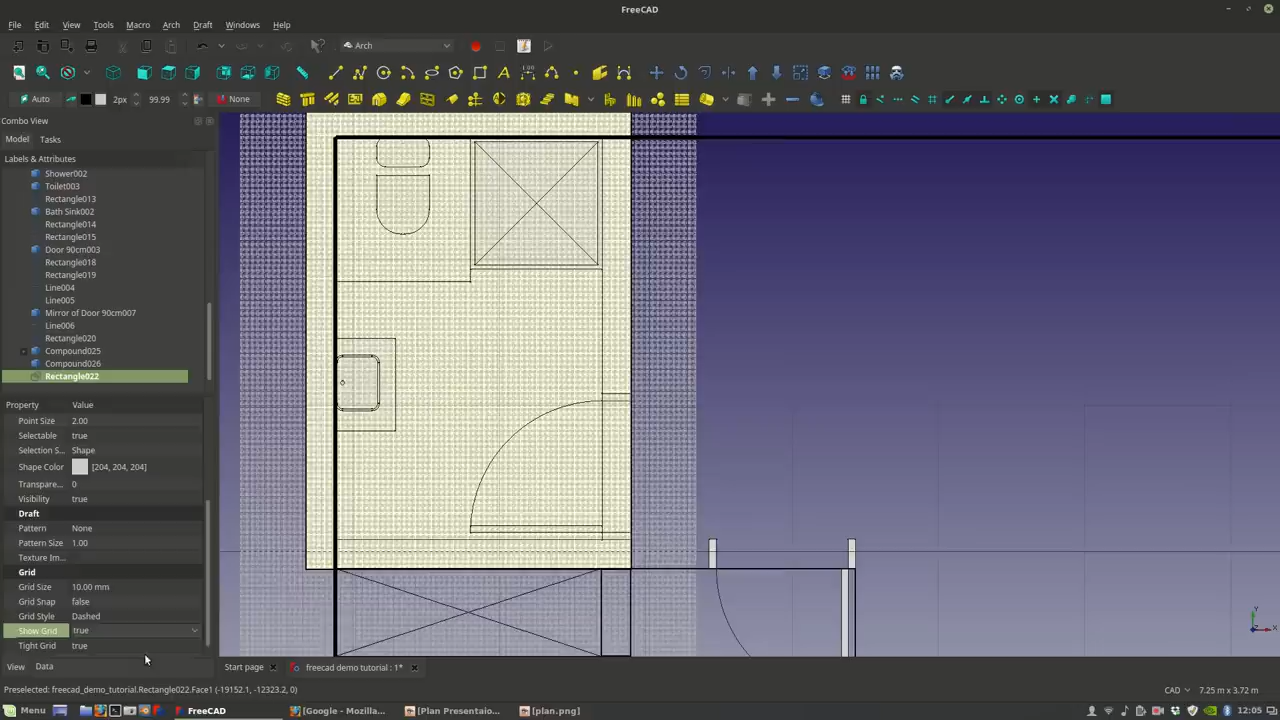 FreeCAD
File Edit View Tools Macro Arch Draft Windows Help
Arch
Auto 2px 99.99 None
Combo View
Model Tasks
Labels & Attributes
Shower002
Toilet003
Rectangle013
Bath Sink002
Rectangle014
Rectangle015
Door 90cm003
Rectangle018
Rectangle019
Line004
Line005
Mirror of Door 90cm007
Line006
Rectangle020
Compound025
Compound026
Rectangle022
Property Value
Point Size 2.00
Selectable true
Selection S... Shape
Shape Color [204, 204, 204]
Transpare... 0
Visibility true
Draft
Pattern None
Pattern Size 1.00
Texture Im...
Grid
Grid Size 10.00 mm
Grid Snap false
Grid Style Dashed
Show Grid true
Tight Grid true
View Data
Start page freecad demo tutorial : 1*
Preselected: freecad_demo_tutorial.Rectangle022.Face1 (-19152.1, -12323.2, 0) CAD 7.25 m x 3.72 m
Menu FreeCAD [Google - Mozilla... [Plan Presentaio... [plan.png] 12:05